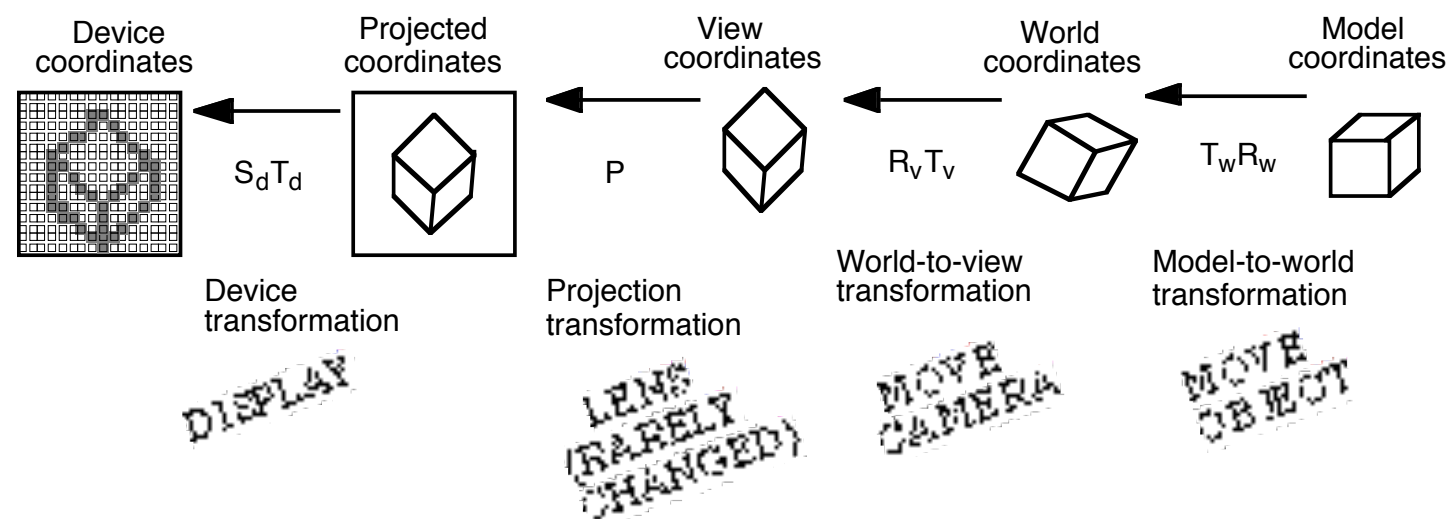 Device
coordinates
Projected
coordinates
View
coordinates
World
coordinates
Model
coordinates
SdTd
P
RvTv
TwRw
Device
transformation
Projection
transformation
World-to-view
transformation
Model-to-world
transformation
DISPLAY
LENS
(RARELY
CHANGED)
MOVE
CAMERA
MOVE
OBJECT